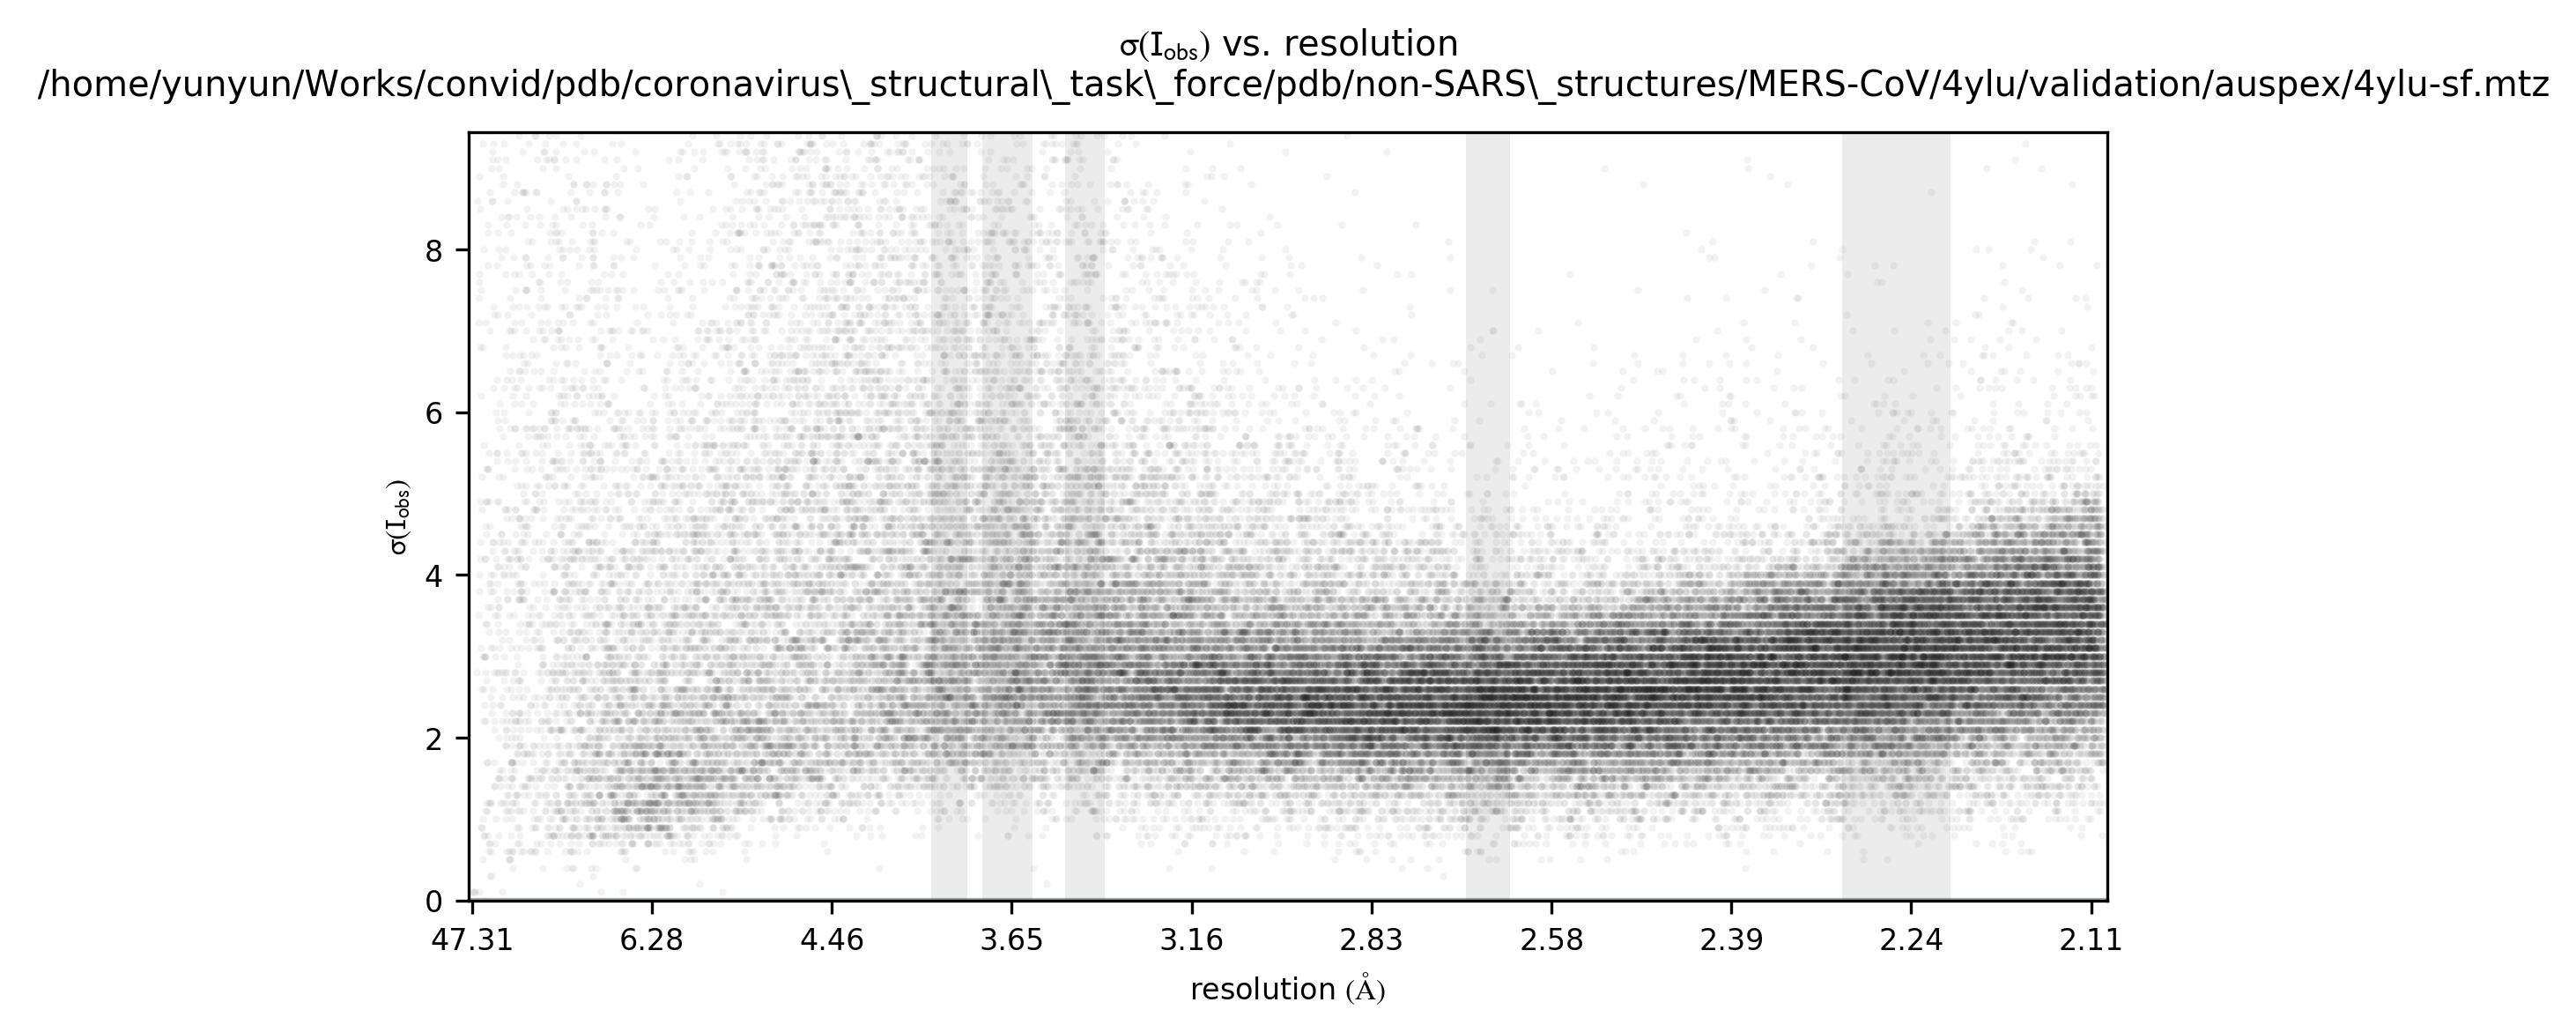 σ(I_obs) vs. resolution
/home/yunyun/Works/convid/pdb/coronavirus\_structural\_task\_force/pdb/non-SARS\_structures/MERS-CoV/4ylu/validation/auspex/4ylu-sf.mtz
8
6
σ(I_obs)
4
2
0
47.31 6.28 4.46 3.65 3.16 2.83 2.58 2.39 2.24 2.11
resolution (Å)